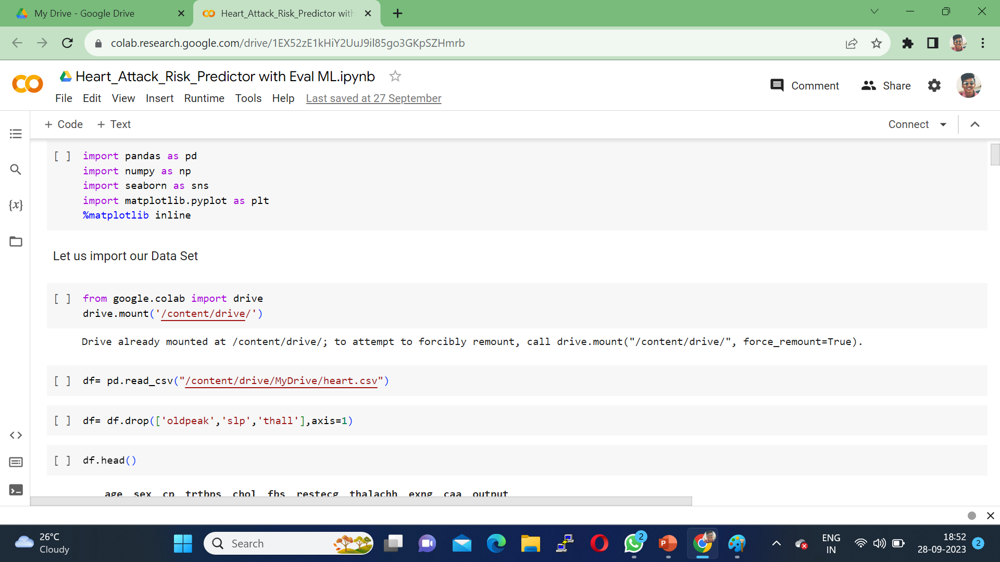 My Drive - Google Drive
Heart_Attack_Risk_Predictor with
colab.research.google.com/drive/1EX52zE1kHiY2UuJ9il85go3GKpSZHmrb
Heart_Attack_Risk_Predictor with Eval ML.ipynb
Comment
Share
File Edit View Insert Runtime Tools Help Last saved at 27 September
+ Code + Text
Connect
[ ] import pandas as pd
import numpy as np
import seaborn as sns
import matplotlib.pyplot as plt
%matplotlib inline
Let us import our Data Set
[ ] from google.colab import drive
drive.mount('/content/drive/')
Drive already mounted at /content/drive/; to attempt to forcibly remount, call drive.mount("/content/drive/", force_remount=True).
[ ] df= pd.read_csv("/content/drive/MyDrive/heart.csv")
[ ] df= df.drop(['oldpeak','slp','thall'],axis=1)
[ ] df.head()
age sex cp trtbps chol fbs restecg thalachh exng caa output
26°C
Cloudy
Search
2
ENG
IN
18:52
28-09-2023
2